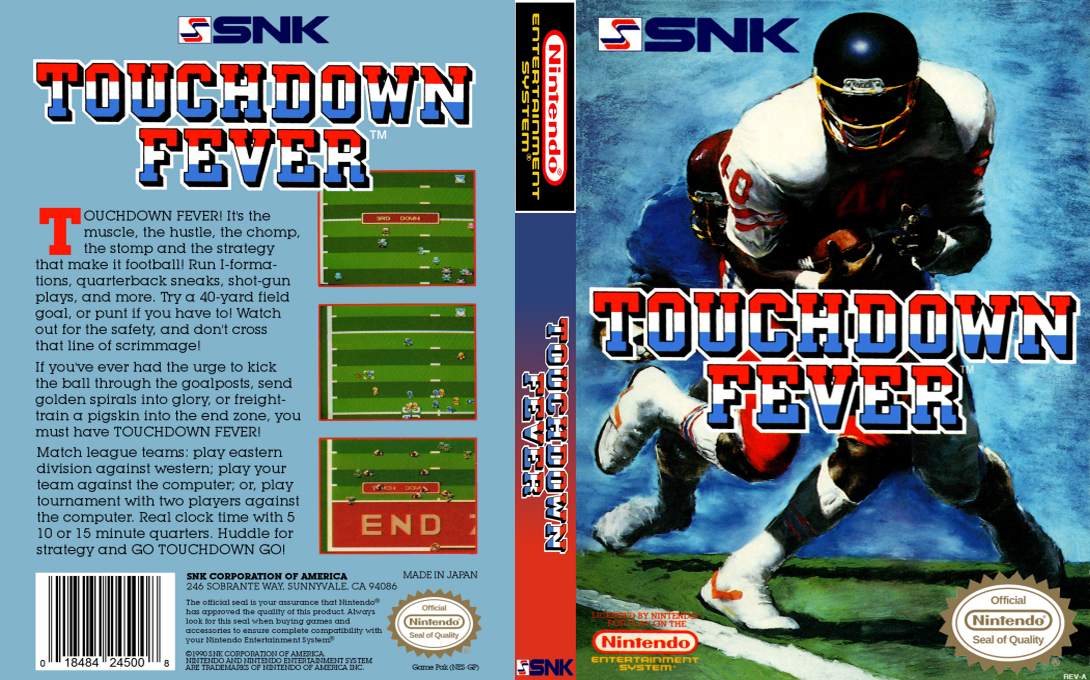 SNK
TOUCHDOWN
FEVER™
TOUCHDOWN FEVER! It's the
muscle, the hustle, the chomp,
the stomp and the strategy
that make it football! Run I-forma-
tions, quarterback sneaks, shot-gun
plays, and more. Try a 40-yard field
goal, or punt if you have to! Watch
out for the safety, and don't cross
that line of scrimmage!
If you've ever had the urge to kick
the ball through the goalposts, send
golden spirals into glory, or freight-
train a pigskin into the end zone, you
must have TOUCHDOWN FEVER!
Match league teams: play eastern
division against western; play your
team against the computer; or, play
tournament with two players against
the computer. Real clock time with 5
10 or 15 minute quarters. Huddle for
strategy and GO TOUCHDOWN GO!
3RD DOWN
TOUCH DOWN
END
SNK CORPORATION OF AMERICA
246 SOBRANTE WAY, SUNNYVALE, CA 94086
MADE IN JAPAN
The official seal is your assurance that Nintendo®
has approved the quality of this product. Always
look for this seal when buying games and
accessories to ensure complete compatibility with
your Nintendo Entertainment System®
©1990 SNK CORPORATION OF AMERICA.
NINTENDO AND NINTENDO ENTERTAINMENT SYSTEM
ARE TRADEMARKS OF NINTENDO OF AMERICA INC.
Official
Nintendo®
Seal of Quality
Game Pak (NES-GP)
0 18484 24500 8
Nintendo®
ENTERTAINMENT
SYSTEM®
TOUCHDOWN
FEVER
SNK
SNK
40
40
TOUCHDOWN
FEVER™
LICENSED BY NINTENDO
FOR PLAY ON THE
Nintendo
ENTERTAINMENT
SYSTEM®
Official
Nintendo®
Seal of Quality
REV-A